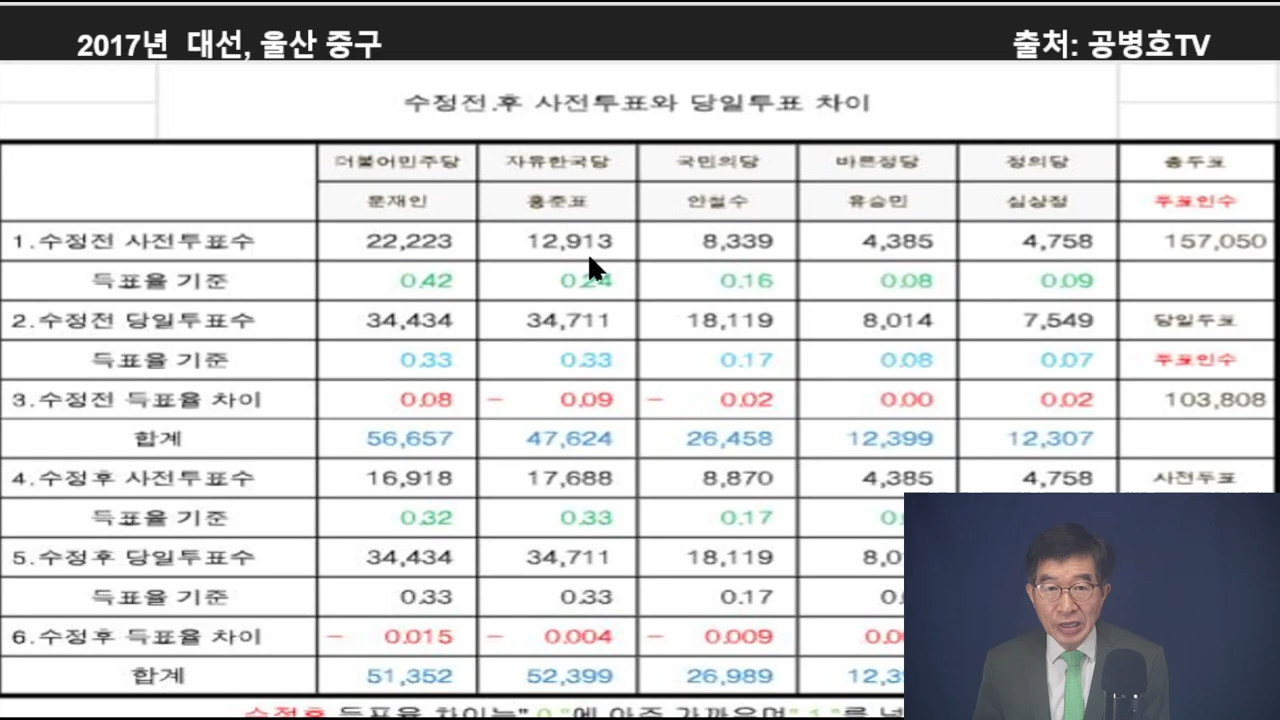 2017년 대선, 울산 중구 출처: 공병호TV
수정전.후 사전투표와 당일투표 차이
더불어민주당 자유한국당 국민의당 바른정당 정의당 총투표
문재인 홍준표 안철수 유승민 심상정 투표인수
1.수정전 사전투표수 22,223 12,913 8,339 4,385 4,758 157,050
득표율 기준 0.42 0.24 0.16 0.08 0.09
2.수정전 당일투표수 34,434 34,711 18,119 8,014 7,549 당일투표
득표율 기준 0.33 0.33 0.17 0.08 0.07 투표인수
3.수정전 득표율 차이 0.08 - 0.09 - 0.02 0.00 0.02 103,808
합계 56,657 47,624 26,458 12,399 12,307
4.수정후 사전투표수 16,918 17,688 8,870 4,385 4,758 사전투표
득표율 기준 0.32 0.33 0.17
5.수정후 당일투표수 34,434 34,711 18,119
득표율 기준 0.33 0.33 0.17
6.수정후 득표율 차이 - 0.015 - 0.004 - 0.009
합계 51,352 52,399 26,989